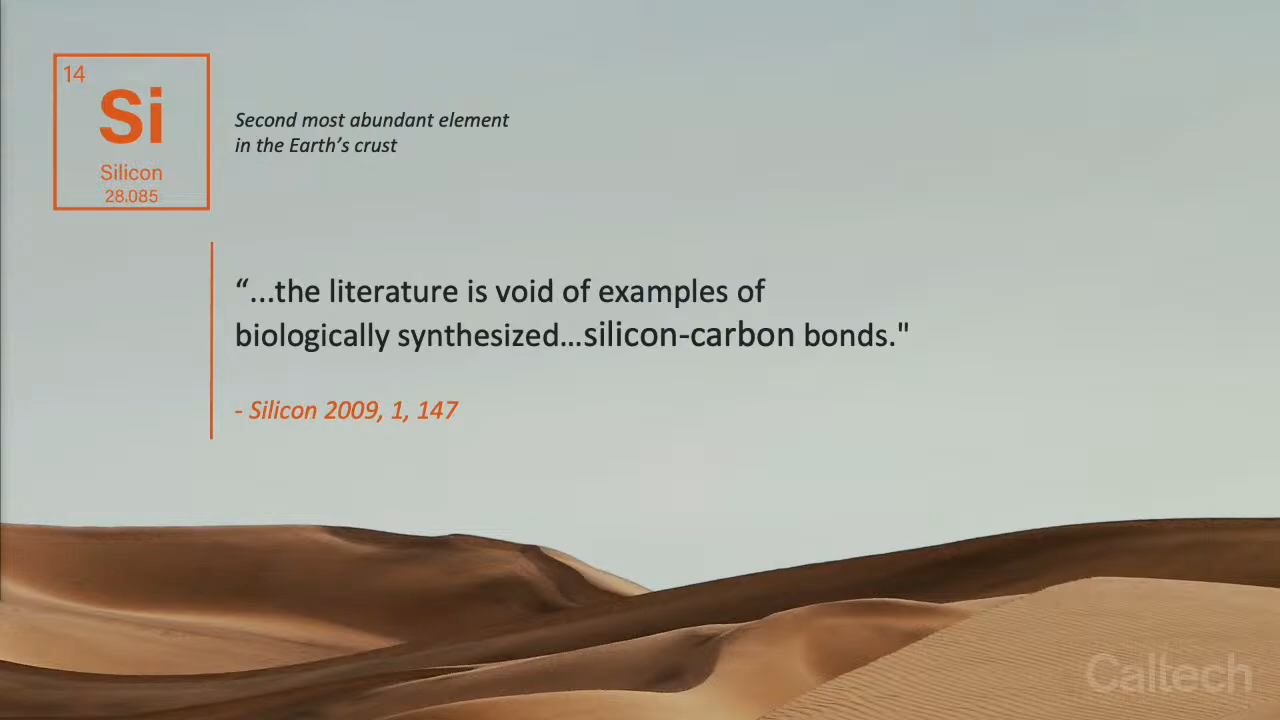 14
Si
Silicon
28.085
Second most abundant element
in the Earth’s crust
“...the literature is void of examples of
biologically synthesized...silicon-carbon bonds."
- Silicon 2009, 1, 147
Caltech